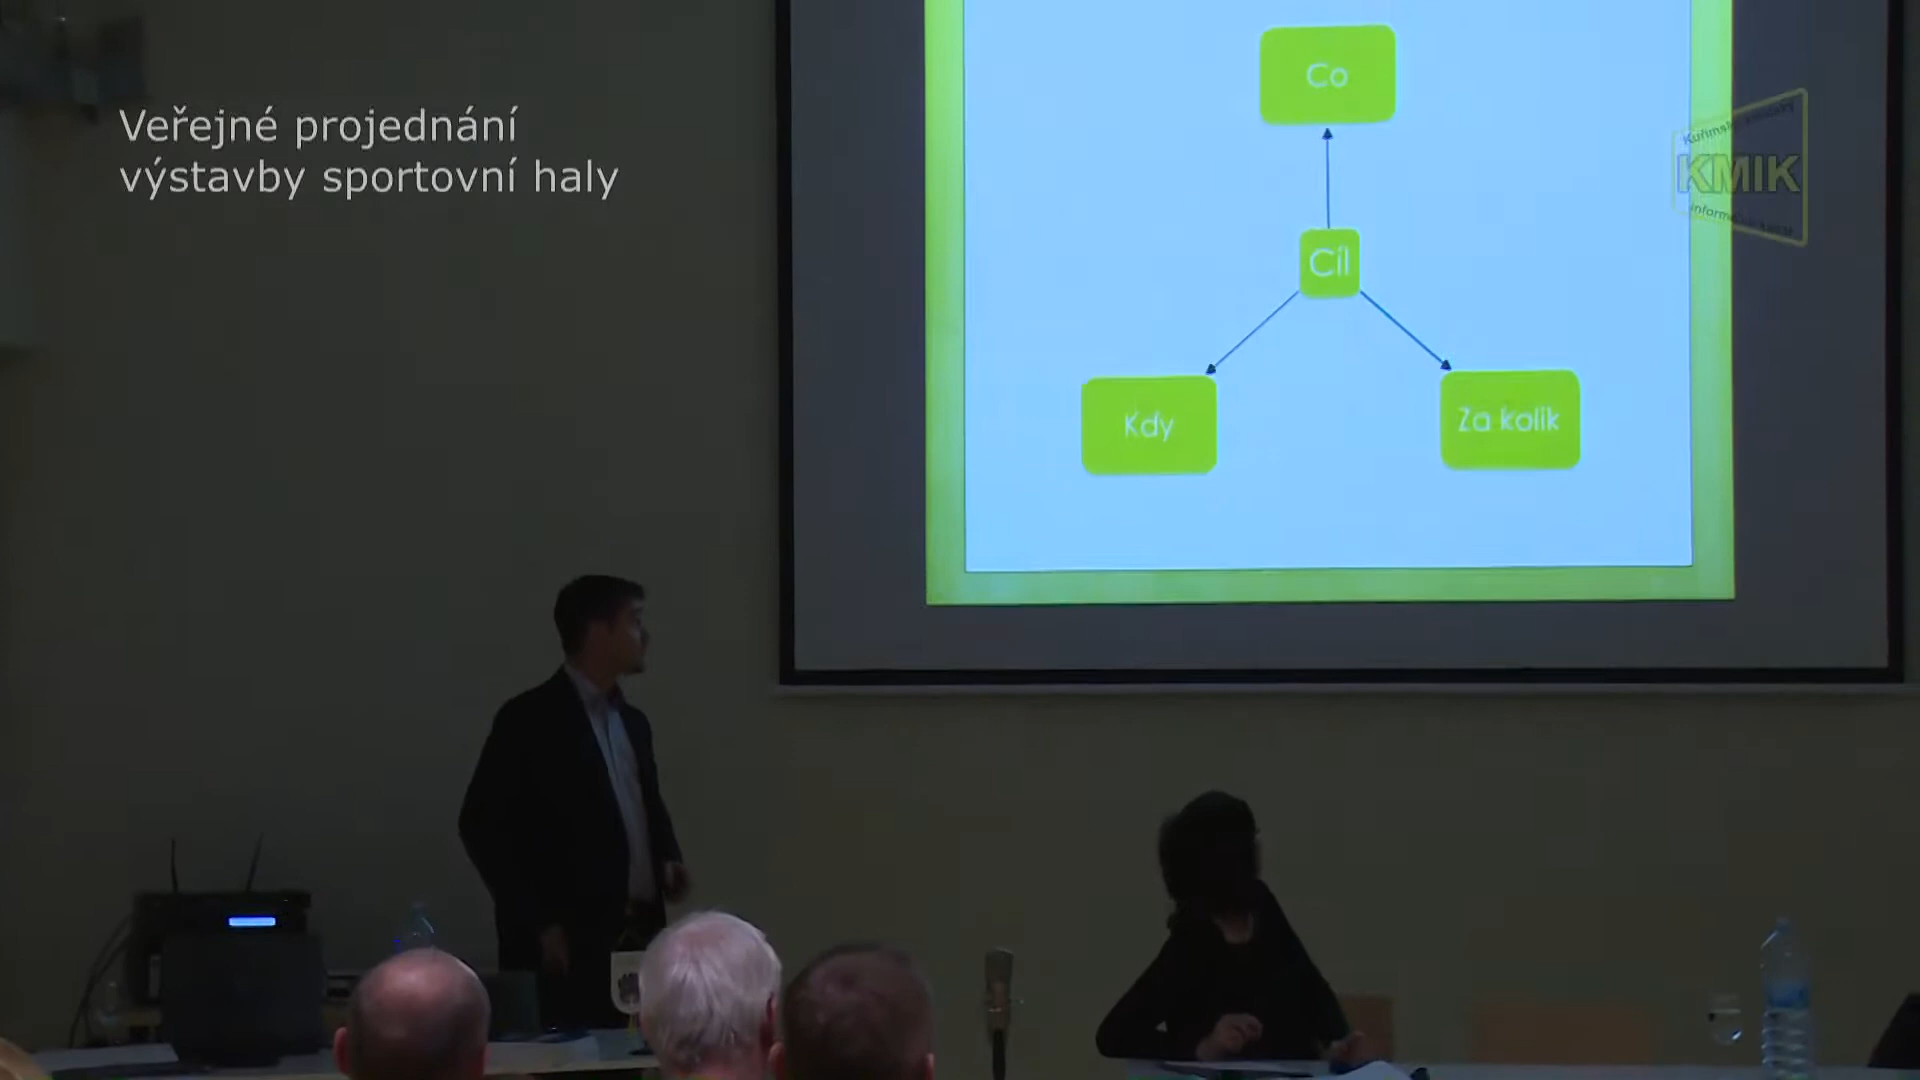 Veřejné projednání
výstavby sportovní haly
Co
Cíl
Kdy
Za kolik
KMIK